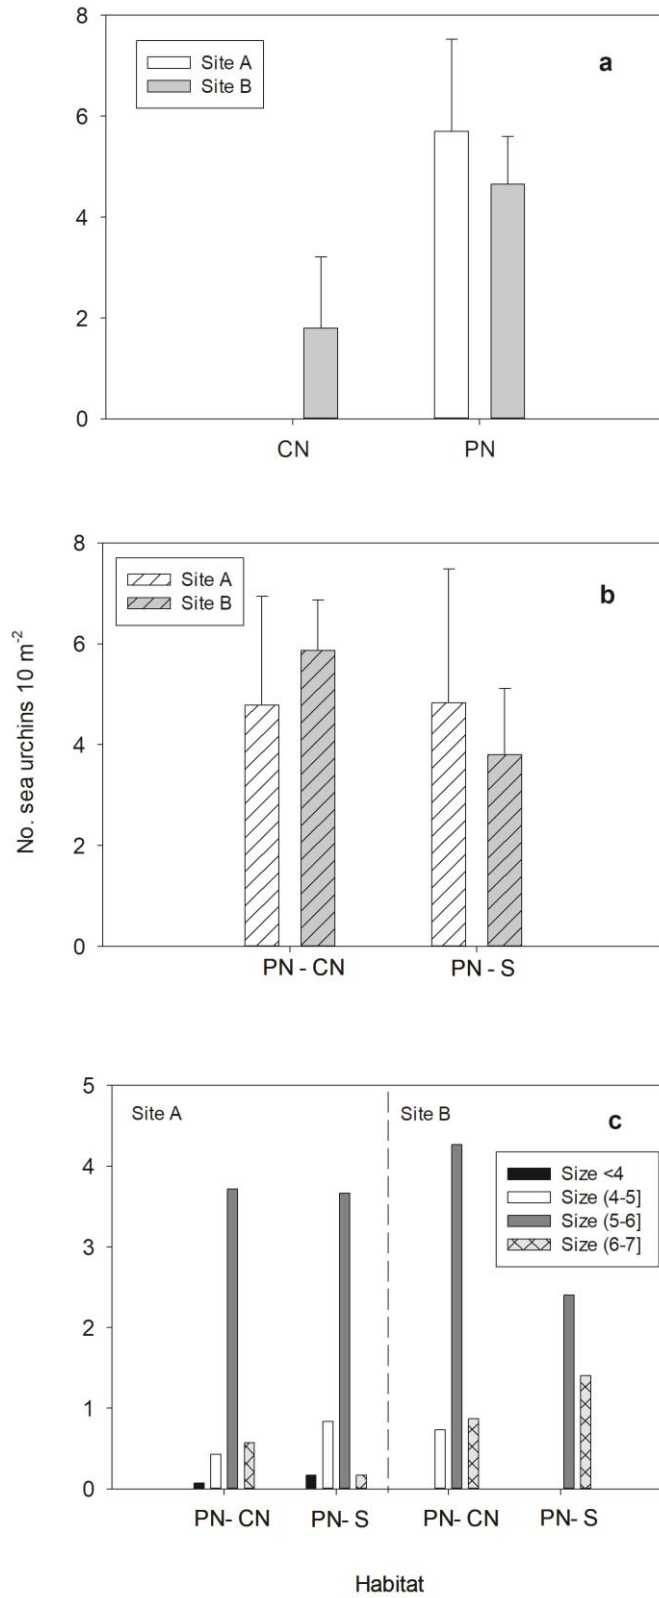 8
6
4
2
0
Site A
Site B
a
CN
PN
No. sea urchins 10 m-2
8
6
4
2
0
Site A
Site B
b
PN - CN
PN - S
5
4
3
2
1
0
Site A
Site B
c
Size <4
Size (4-5]
Size (5-6]
Size (6-7]
PN- CN
PN- S
PN- CN
PN- S
Habitat